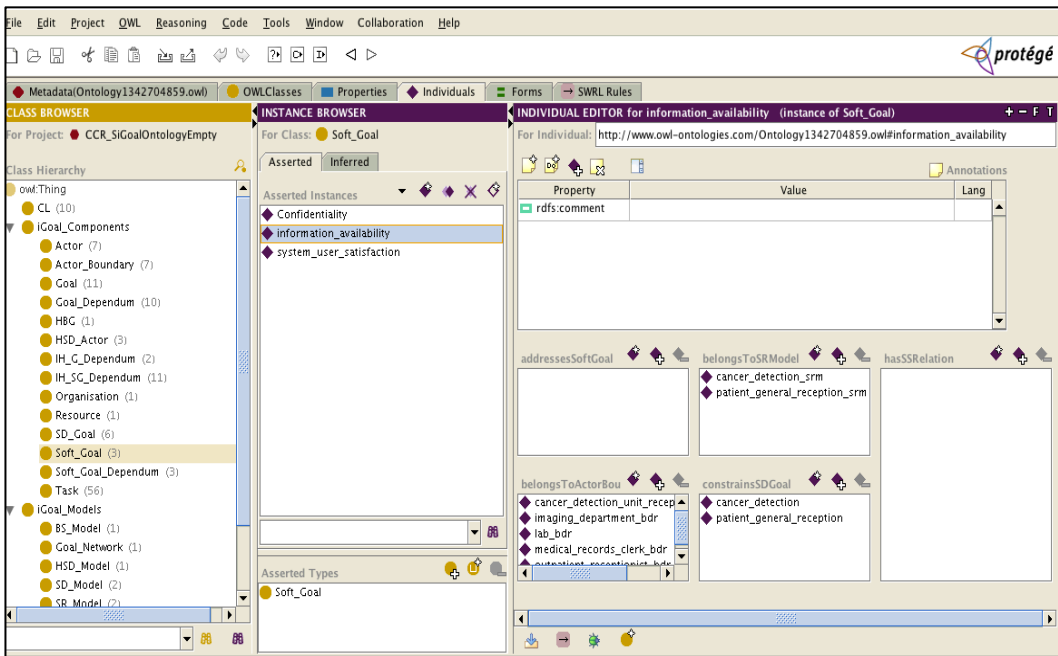 File Edit Project OWL Reasoning Code Tools Window Collaboration Help
protégé
Metadata(Ontology1342704859.owl) OWLClasses Properties Individuals Forms SWRL Rules
CLASS BROWSER
For Project: CCR_SiGoalOntologyEmpty
Class Hierarchy
owl:Thing
CL (10)
iGoal_Components
Actor (7)
Actor_Boundary (7)
Goal (11)
Goal_Dependum (10)
HBG (1)
HSD_Actor (3)
IH_G_Dependum (2)
IH_SG_Dependum (11)
Organisation (1)
Resource (1)
SD_Goal (6)
Soft_Goal (3)
Soft_Goal_Dependum (3)
Task (56)
iGoal_Models
BS_Model (1)
Goal_Network (1)
HSD_Model (1)
SD_Model (2)
SR_Model (2)
INSTANCE BROWSER
For Class: Soft_Goal
Asserted Inferred
Asserted Instances
Confidentiality
information_availability
system_user_satisfaction
Asserted Types
Soft_Goal
INDIVIDUAL EDITOR for information_availability (instance of Soft_Goal) + - F T
For Individual: http://www.owl-ontologies.com/Ontology1342704859.owl#information_availability
Annotations
Property Value Lang
rdfs:comment
addressesSoftGoal
belongsToSRModel
cancer_detection_srm
patient_general_reception_srm
hasSSRelation
belongsToActorBou
cancer_detection_unit_recep
imaging_department_bdr
lab_bdr
medical_records_clerk_bdr
outpatient_receptionist_bdr
constrainsSDGoal
cancer_detection
patient_general_reception